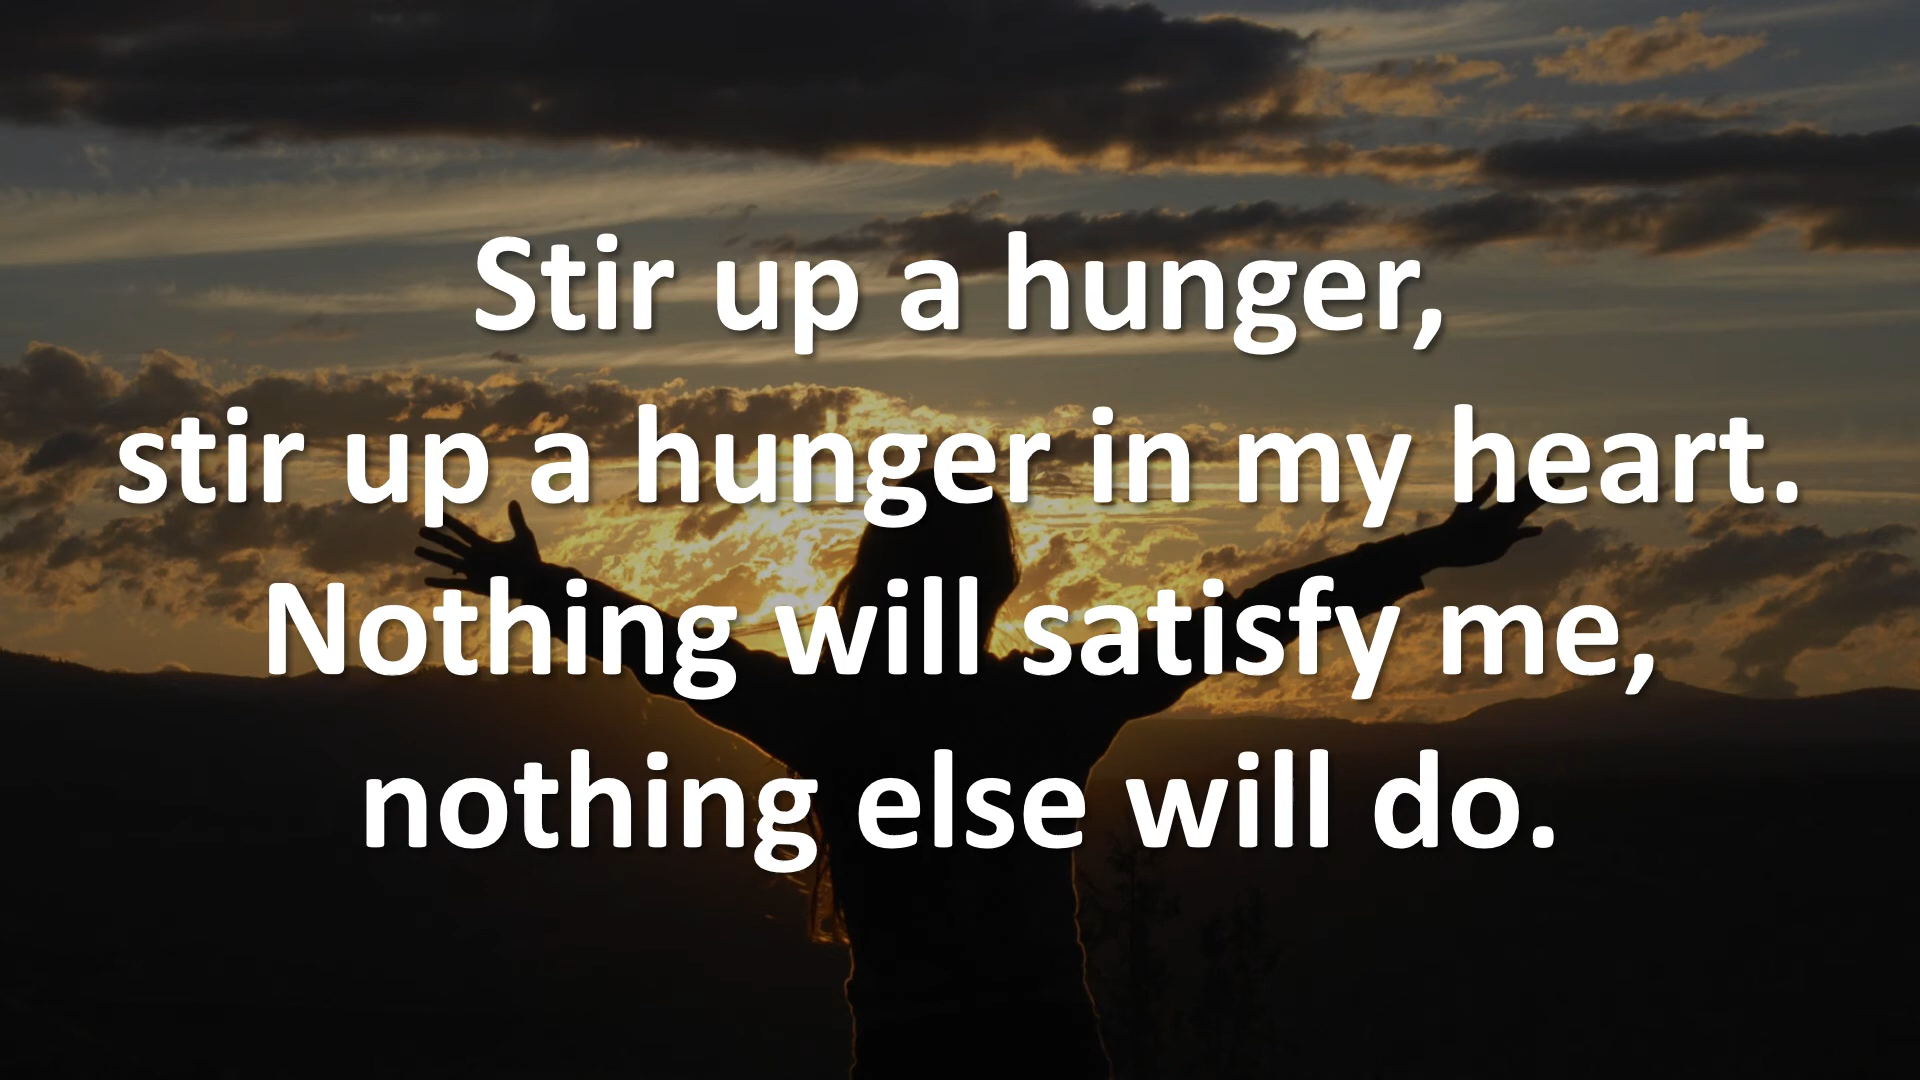 Stir up a hunger,
stir up a hunger in my heart.
Nothing will satisfy me,
nothing else will do.